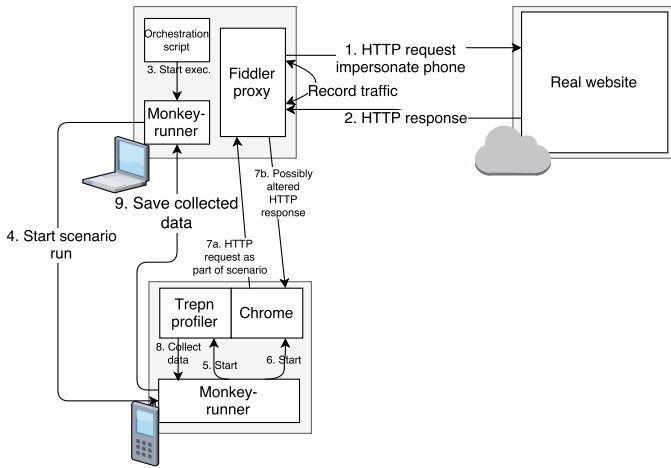 Orchestration
script
3. Start exec.
Monkey-
runner
Fiddler
proxy
1. HTTP request
impersonate phone
Record traffic
2. HTTP response
Real website
9. Save collected
data
7b. Possibly
altered
HTTP
response
4. Start scenario
run
7a. HTTP
request as
part of scenario
Trepn
profiler
Chrome
8. Collect
data
5. Start
6. Start
Monkey-
runner